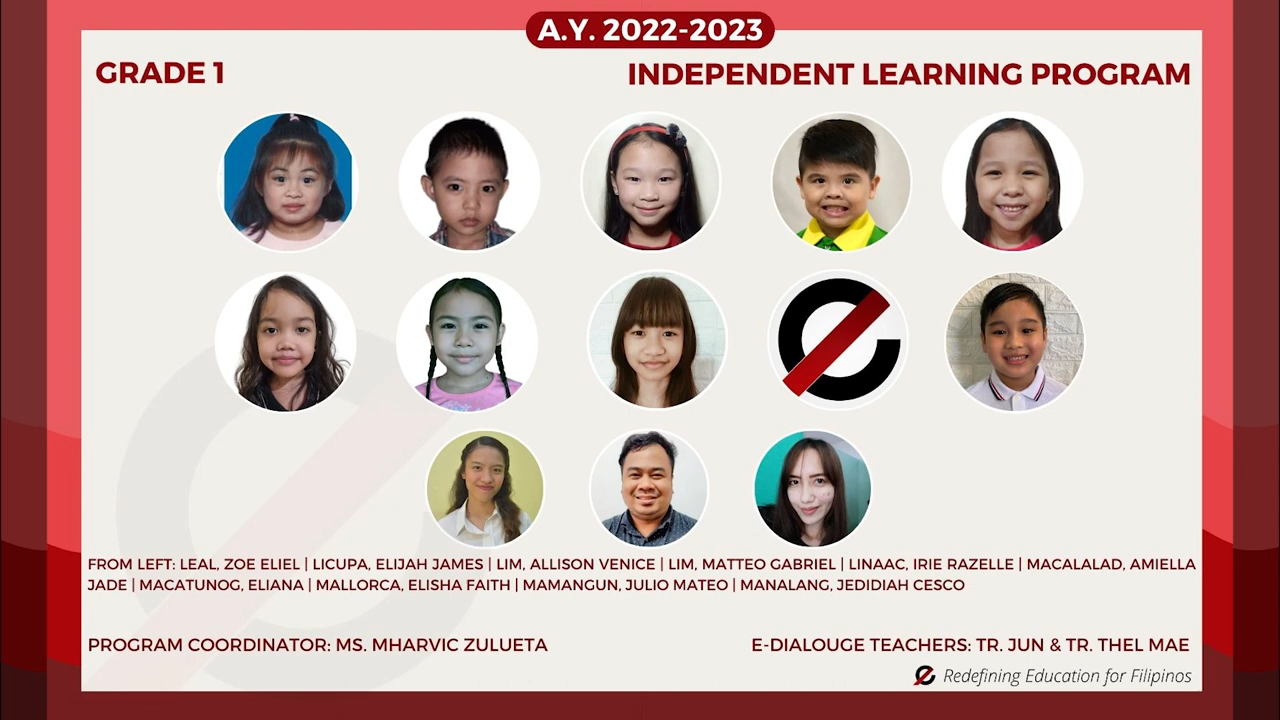 A.Y. 2022-2023
GRADE 1
INDEPENDENT LEARNING PROGRAM
FROM LEFT: LEAL, ZOE ELIEL | LICUPA, ELIJAH JAMES | LIM, ALLISON VENICE | LIM, MATTEO GABRIEL | LINAAC, IRIE RAZELLE | MACALALAD, AMIELLA
JADE | MACATUNOG, ELIANA | MALLORCA, ELISHA FAITH | MAMANGUN, JULIO MATEO | MANALANG, JEDIDIAH CESCO
PROGRAM COORDINATOR: MS. MHARVIC ZULUETA
E-DIALOUGE TEACHERS: TR. JUN & TR. THEL MAE
Redefining Education for Filipinos